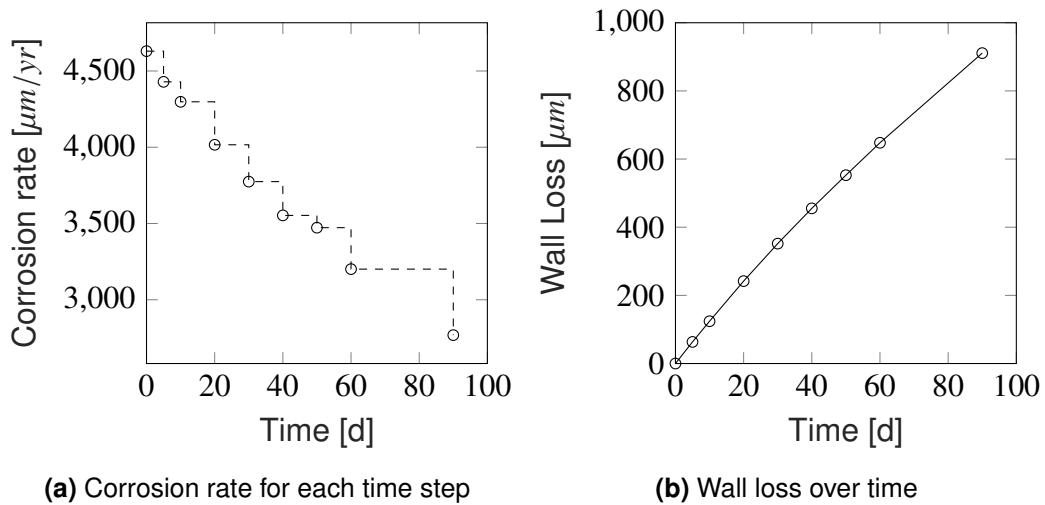 4,500
4,000
3,500
3,000
0 20 40 60 80 100
Corrosion rate [μm/yr]
Time [d]
(a) Corrosion rate for each time step
1,000
800
600
400
200
0
0 20 40 60 80 100
Wall Loss [μm]
Time [d]
(b) Wall loss over time